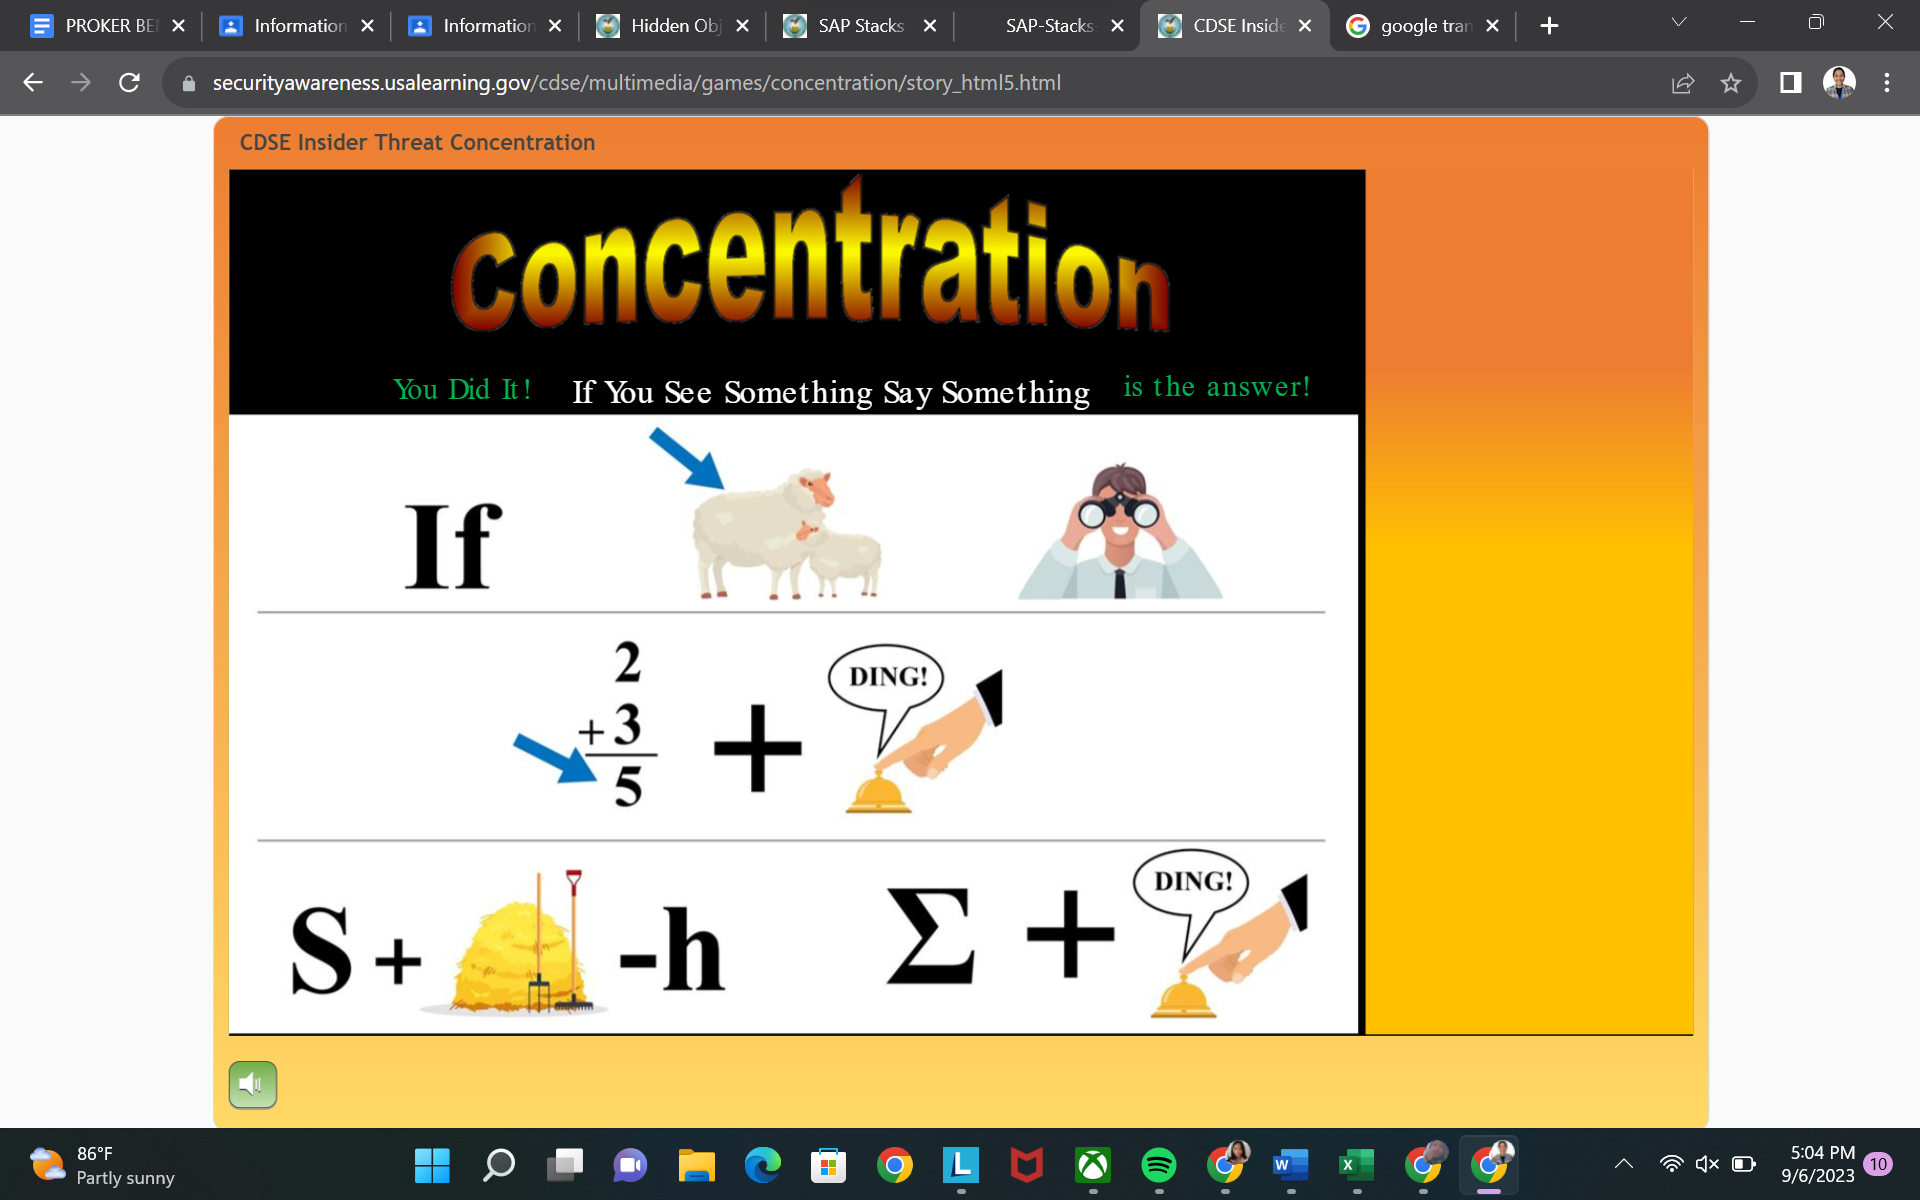 PROKER BE
Information
Information
Hidden Obj
SAP Stacks
SAP-Stacks-
CDSE Inside
google tran
securityawareness.usalearning.gov/cdse/multimedia/games/concentration/story_html5.html
CDSE Insider Threat Concentration
Concentration
You Did It! If You See Something Say Something is the answer!
If
2
+ 3
5
+
DING!
S + -h Σ +
DING!
86°F
Partly sunny
5:04 PM
9/6/2023
10